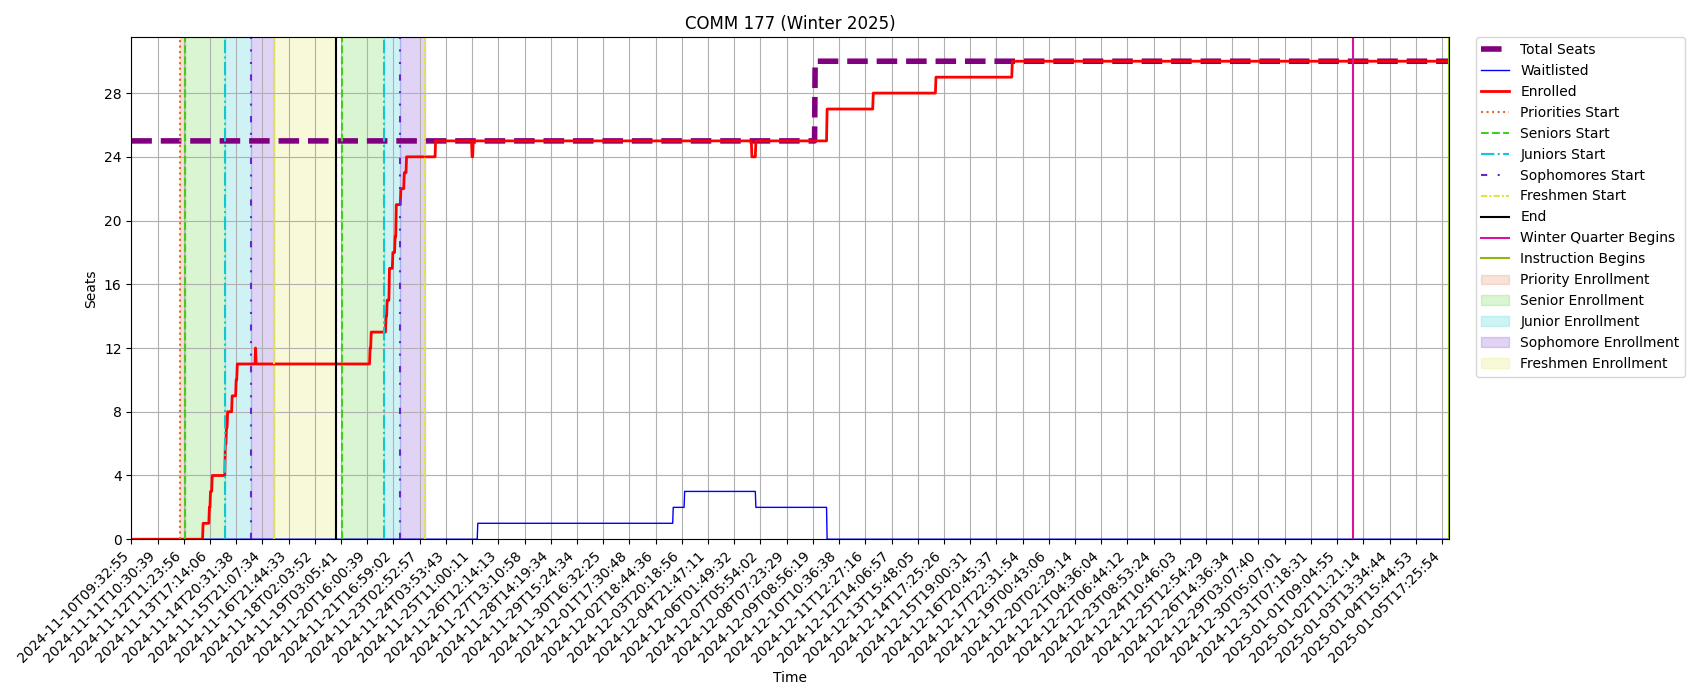 COMM 177 (Winter 2025)
Seats
28
24
20
16
12
8
4
0
2024-11-10T09:32:55
2024-11-11T10:30:39
2024-11-12T11:23:56
2024-11-13T17:14:06
2024-11-14T20:31:38
2024-11-15T21:07:34
2024-11-16T21:44:33
2024-11-18T02:03:52
2024-11-19T03:05:41
2024-11-20T16:00:39
2024-11-21T16:59:02
2024-11-23T02:52:57
2024-11-24T03:53:43
2024-11-25T11:00:11
2024-11-26T12:14:13
2024-11-27T13:10:58
2024-11-28T14:19:34
2024-11-29T15:24:34
2024-11-30T16:32:25
2024-12-01T17:30:48
2024-12-02T18:44:36
2024-12-03T20:18:56
2024-12-04T21:47:11
2024-12-06T01:49:32
2024-12-07T05:54:02
2024-12-08T07:23:29
2024-12-09T08:56:19
2024-12-10T10:36:38
2024-12-11T12:27:16
2024-12-12T14:06:57
2024-12-13T15:48:05
2024-12-14T17:25:26
2024-12-15T19:00:31
2024-12-16T20:45:37
2024-12-17T22:31:54
2024-12-19T00:43:06
2024-12-20T02:29:14
2024-12-21T04:36:04
2024-12-22T06:44:12
2024-12-23T08:53:24
2024-12-24T10:46:03
2024-12-25T12:54:29
2024-12-26T14:36:34
2024-12-29T03:07:40
2024-12-30T05:07:01
2024-12-31T07:18:31
2025-01-01T09:04:55
2025-01-02T11:21:14
2025-01-03T13:34:44
2025-01-04T15:44:53
2025-01-05T17:25:54
Time
Total Seats
Waitlisted
Enrolled
Priorities Start
Seniors Start
Juniors Start
Sophomores Start
Freshmen Start
End
Winter Quarter Begins
Instruction Begins
Priority Enrollment
Senior Enrollment
Junior Enrollment
Sophomore Enrollment
Freshmen Enrollment